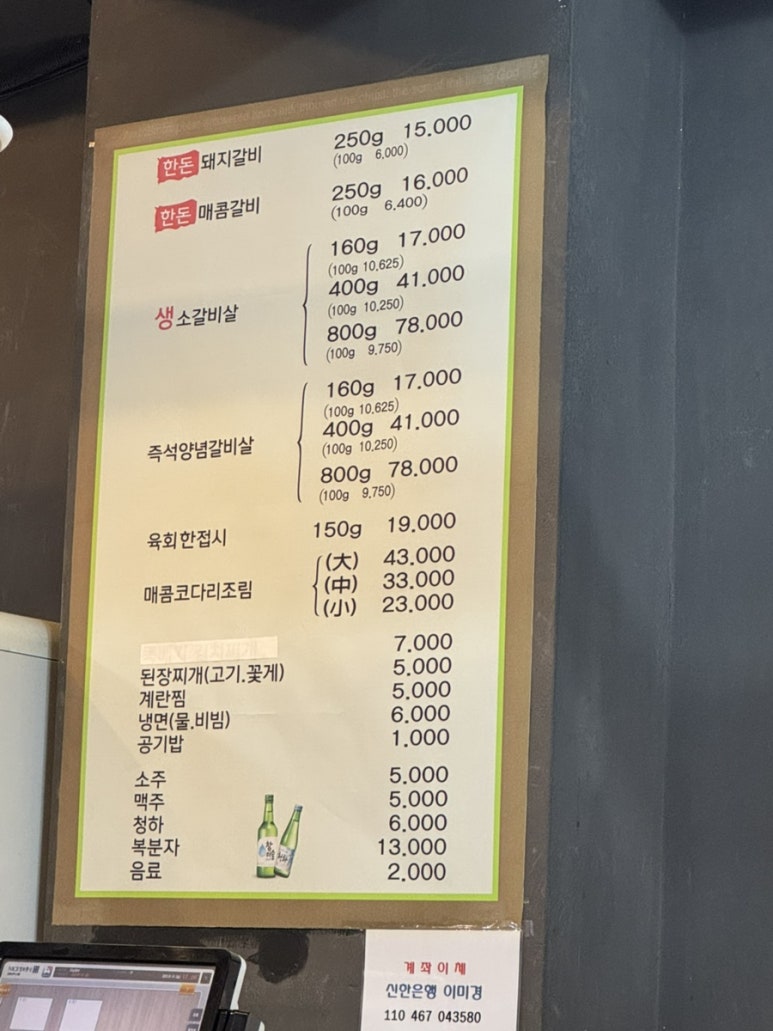 한돈 돼지갈비 250g 15.000
(100g 6,000)
한돈 매콤갈비 250g 16.000
(100g 6.400)
생 소갈비살
160g 17.000
(100g 10,625)
400g 41.000
(100g 10,250)
800g 78.000
(100g 9,750)
즉석양념갈비살
160g 17.000
(100g 10,625)
400g 41.000
(100g 10,250)
800g 78.000
(100g 9,750)
육회한접시 150g 19.000
매콤코다리조림
(大) 43.000
(中) 33.000
(小) 23.000
7.000
된장찌개(고기.꽃게) 5.000
계란찜 5.000
냉면(물.비빔) 6.000
공기밥 1.000
소주 5.000
맥주 5.000
청하 6.000
복분자 13.000
음료 2.000
계좌이체
신한은행 이미경
110 467 043580